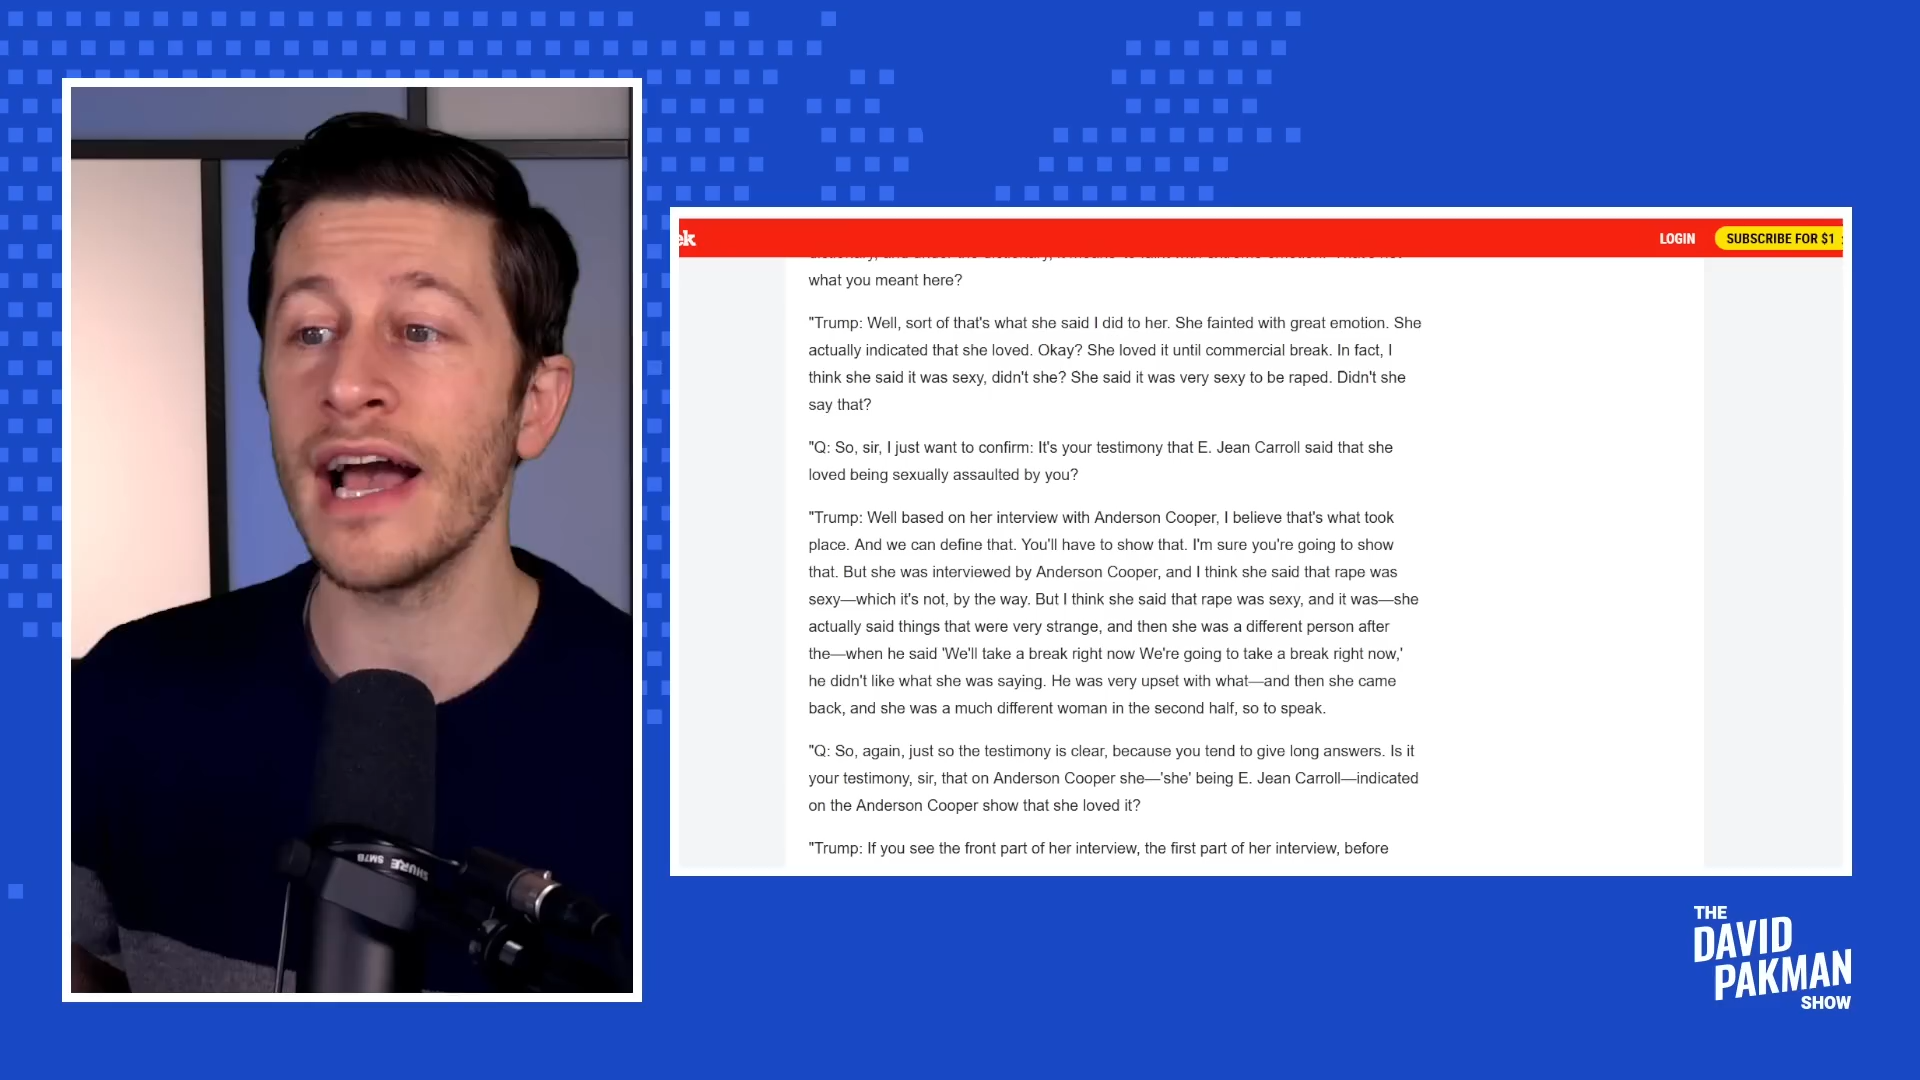 ek
LOGIN
SUBSCRIBE FOR $1
what you meant here?
"Trump: Well, sort of that's what she said I did to her. She fainted with great emotion. She
actually indicated that she loved. Okay? She loved it until commercial break. In fact, I
think she said it was sexy, didn't she? She said it was very sexy to be raped. Didn't she
say that?
"Q: So, sir, I just want to confirm: It's your testimony that E. Jean Carroll said that she
loved being sexually assaulted by you?
"Trump: Well based on her interview with Anderson Cooper, I believe that's what took
place. And we can define that. You'll have to show that. I'm sure you're going to show
that. But she was interviewed by Anderson Cooper, and I think she said that rape was
sexy—which it's not, by the way. But I think she said that rape was sexy, and it was—she
actually said things that were very strange, and then she was a different person after
the—when he said 'We'll take a break right now We're going to take a break right now,'
he didn't like what she was saying. He was very upset with what—and then she came
back, and she was a much different woman in the second half, so to speak.
"Q: So, again, just so the testimony is clear, because you tend to give long answers. Is it
your testimony, sir, that on Anderson Cooper she—'she' being E. Jean Carroll—indicated
on the Anderson Cooper show that she loved it?
"Trump: If you see the front part of her interview, the first part of her interview, before
SHURE SM7B
THE
DAVID
PAKMAN
SHOW